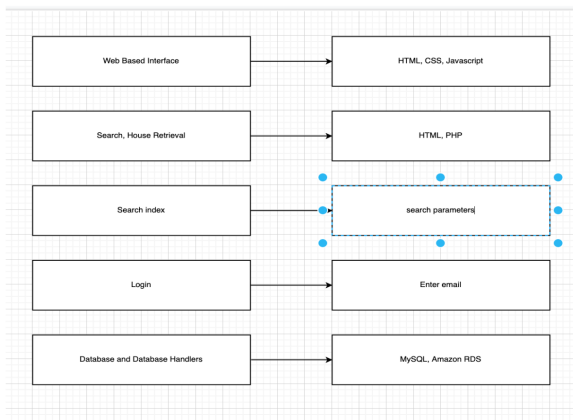 Web Based Interface
HTML, CSS, Javascript
Search, House Retrieval
HTML, PHP
Search index
search parameters
Login
Enter email
Database and Database Handlers
MySQL, Amazon RDS